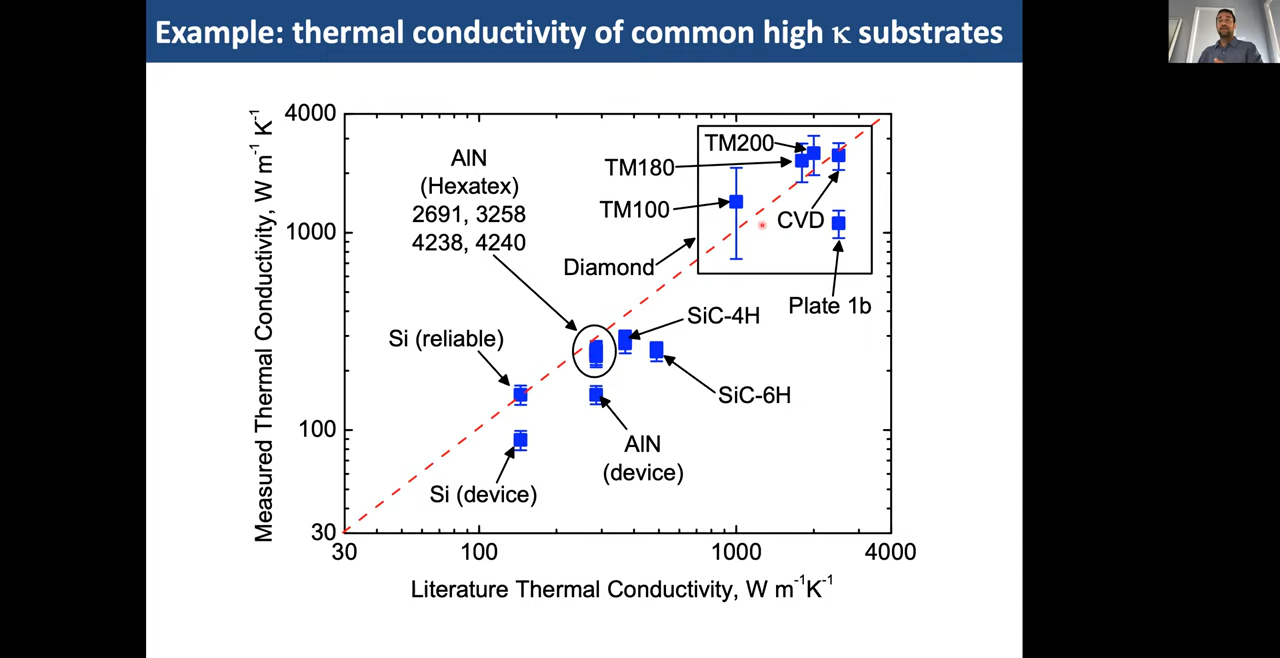 Example: thermal conductivity of common high κ substrates
Measured Thermal Conductivity, W m⁻¹ K⁻¹
4000
1000
100
30
AlN
(Hexatex)
2691, 3258
4238, 4240
TM200
TM180
TM100
CVD
Diamond
Plate 1b
SiC-4H
Si (reliable)
SiC-6H
AlN
(device)
Si (device)
30
100
1000
4000
Literature Thermal Conductivity, W m⁻¹K⁻¹